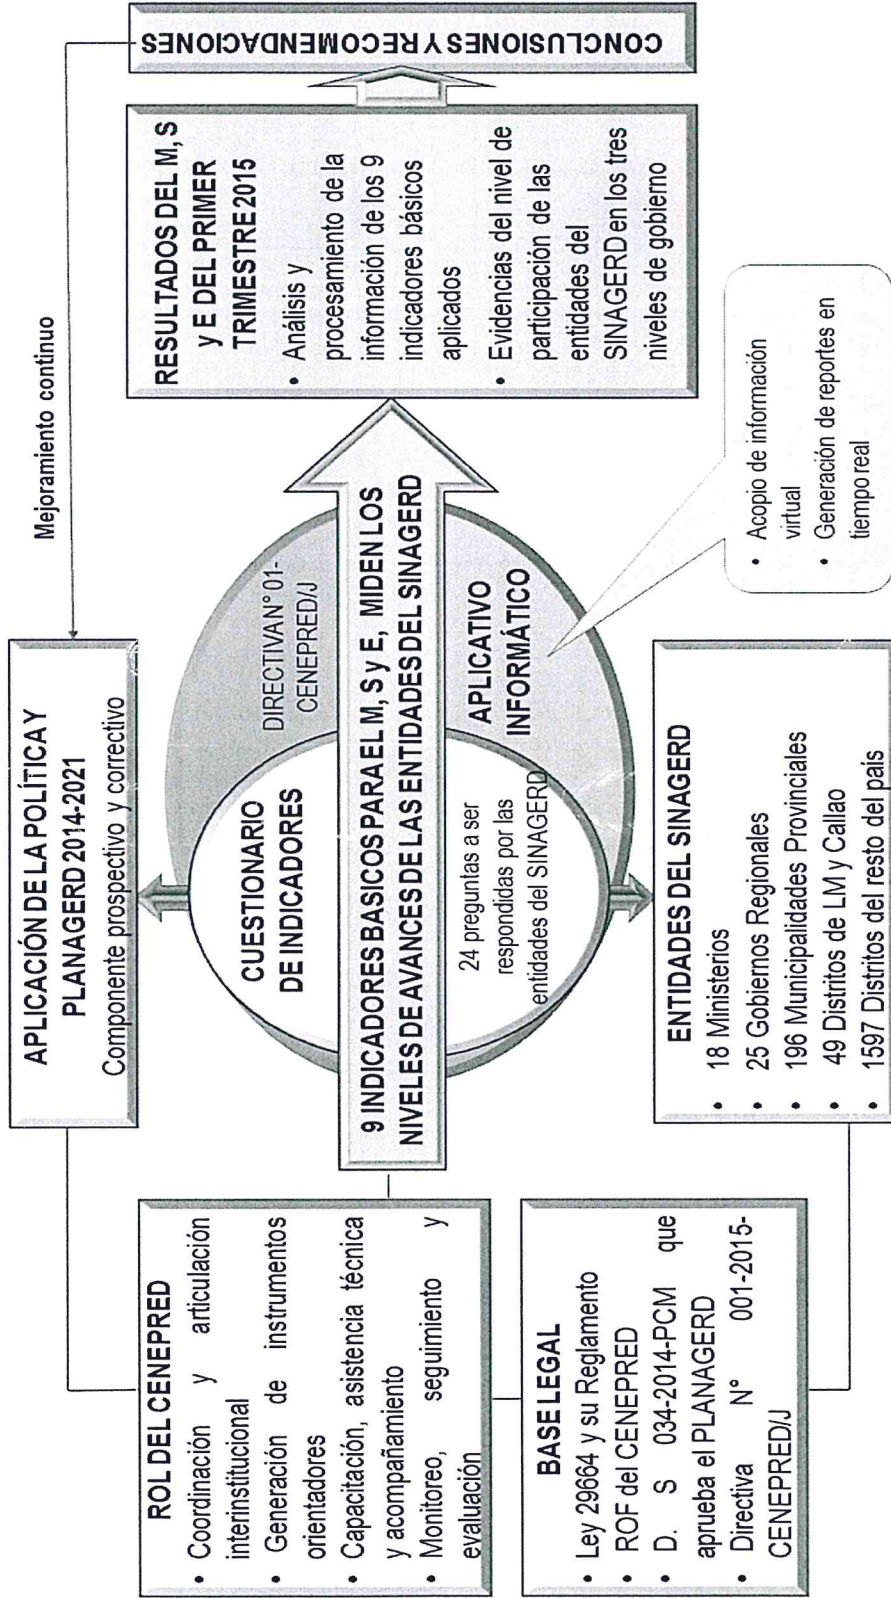 APLICACIÓN DE LA POLÍTICA Y
PLANAGERD 2014-2021
Componente prospectivo y correctivo
Mejoramiento continuo
ROL DEL CENEPRED
• Coordinación y articulación
interinstitucional
• Generación de instrumentos
orientadores
• Capacitación, asistencia técnica
y acompañamiento
• Monitoreo, seguimiento y
evaluación
BASE LEGAL
• Ley 29664 y su Reglamento
• ROF del CENEPRED
• D. S 034-2014-PCM que
aprueba el PLANAGERD
• Directiva N° 001-2015-
CENEPRED/J
CUESTIONARIO
DE INDICADORES
DIRECTIVA N° 01-
CENEPRED/J
9 INDICADORES BASICOS PARA EL M, S y E, MIDEN LOS
NIVELES DE AVANCES DE LAS ENTIDADES DEL SINAGERD
24 preguntas a ser
respondidas por las
entidades del SINAGERD
APLICATIVO
INFORMÁTICO
ENTIDADES DEL SINAGERD
• 18 Ministerios
• 25 Gobiernos Regionales
• 196 Municipalidades Provinciales
• 49 Distritos de LM y Callao
• 1597 Distritos del resto del país
• Acopio de información
virtual
• Generación de reportes en
tiempo real
RESULTADOS DEL M, S
y E DEL PRIMER
TRIMESTRE 2015
• Análisis y
procesamiento de la
información de los 9
indicadores básicos
aplicados
• Evidencias del nivel de
participación de las
entidades del
SINAGERD en los tres
niveles de gobierno
CONCLUSIONES Y RECOMENDACIONES